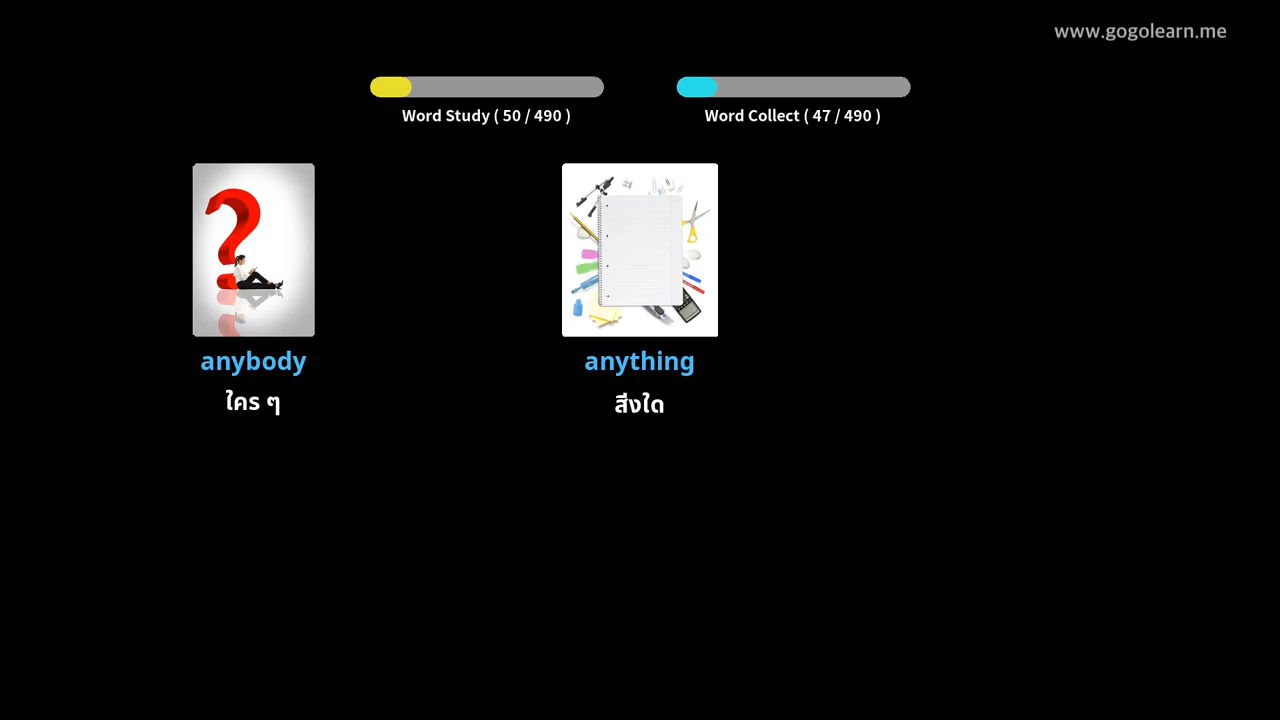 www.gogolearn.me
Word Study ( 50 / 490 )
Word Collect ( 47 / 490 )
anybody
ใคร ๆ
anything
สิ่งใด